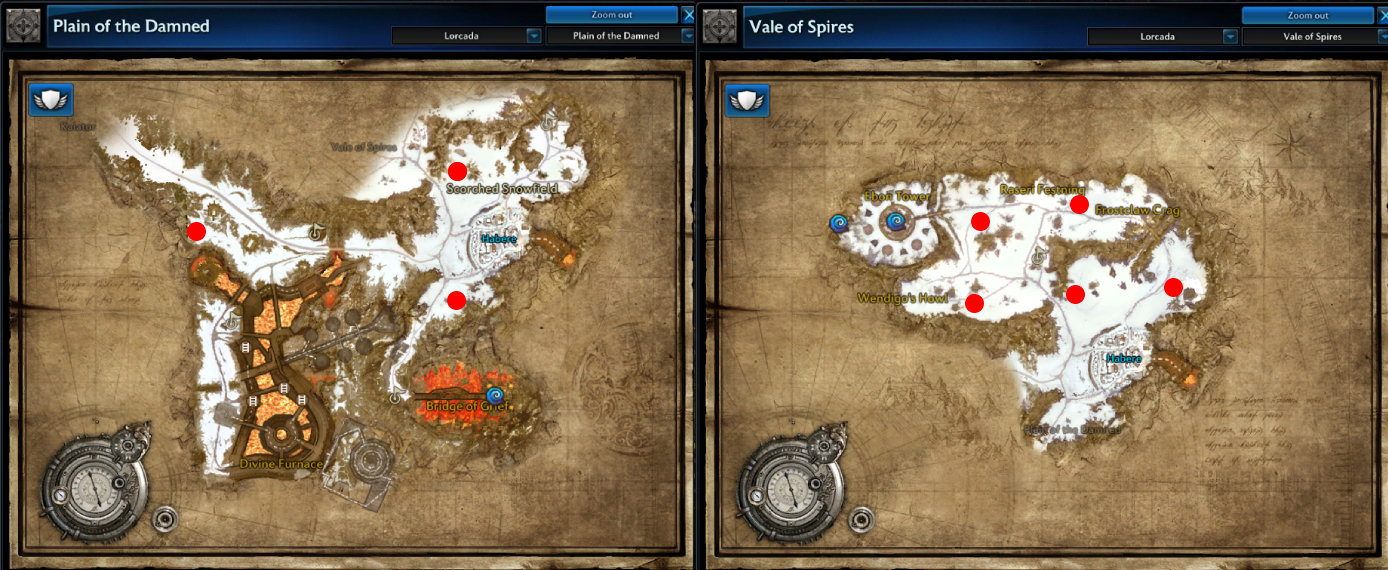 Zoom out
Plain of the Damned
Lorcada
Plain of the Damned
Kaiator
Vale of Spires
Scorched Snowfield
Habere
Bridge of Grief
Divine Furnace
Zoom out
Vale of Spires
Lorcada
Vale of Spires
Raseri Festning
Ebon Tower
Frostclaw Crag
Wendigo's Howl
Habere
Plain of the Damned